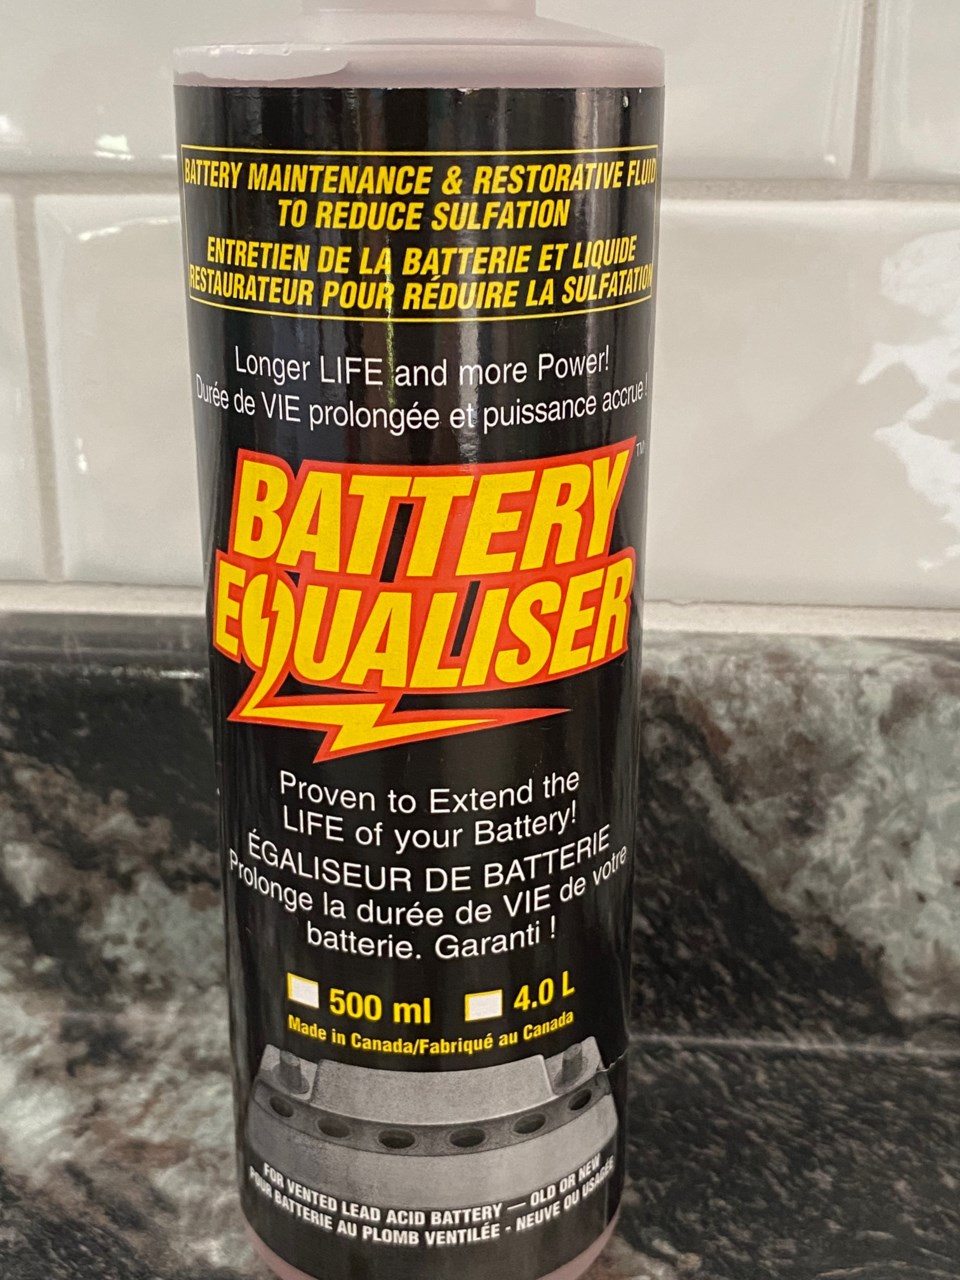 BATTERY MAINTENANCE & RESTORATIVE FLUID
TO REDUCE SULFATION
ENTRETIEN DE LA BATTERIE ET LIQUIDE
RESTAURATEUR POUR RÉDUIRE LA SULFATATION
Longer LIFE and more Power!
Durée de VIE prolongée et puissance accrue !
BATTERY TM
EQUALISER
Proven to Extend the
LIFE of your Battery!
ÉGALISEUR DE BATTERIE
Prolonge la durée de VIE de votre
batterie. Garanti !
500 ml 4.0 L
Made in Canada/Fabriqué au Canada
FOR VENTED LEAD ACID BATTERY — OLD OR NEW
POUR BATTERIE AU PLOMB VENTILÉE - NEUVE OU USAGÉE